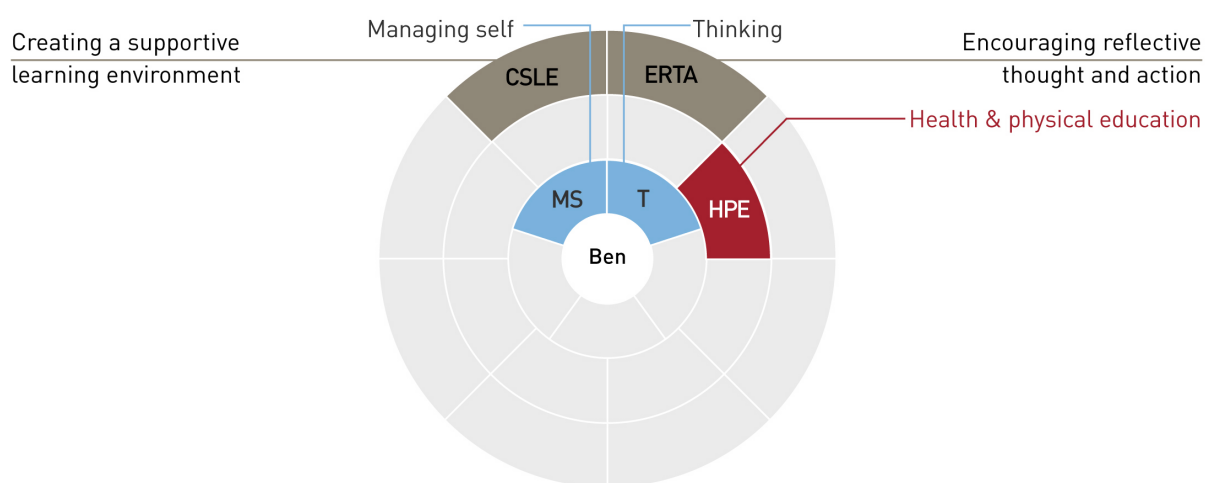 Managing self
Thinking
Creating a supportive
learning environment
Encouraging reflective
thought and action
CSLE
ERTA
Health & physical education
MS
T
HPE
Ben